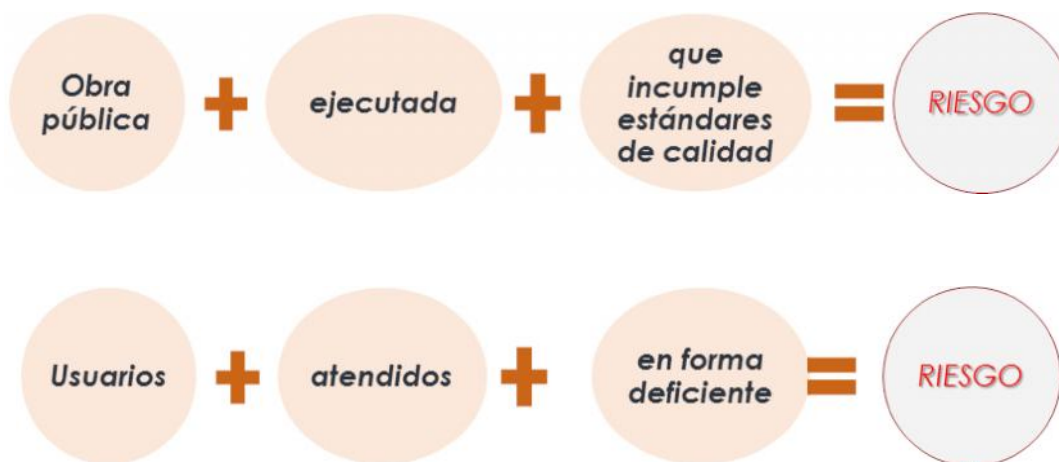 Obra
pública
+
ejecutada
+
que
incumple
estándares
de calidad
=
RIESGO
Usuarios
+
atendidos
+
en forma
deficiente
=
RIESGO